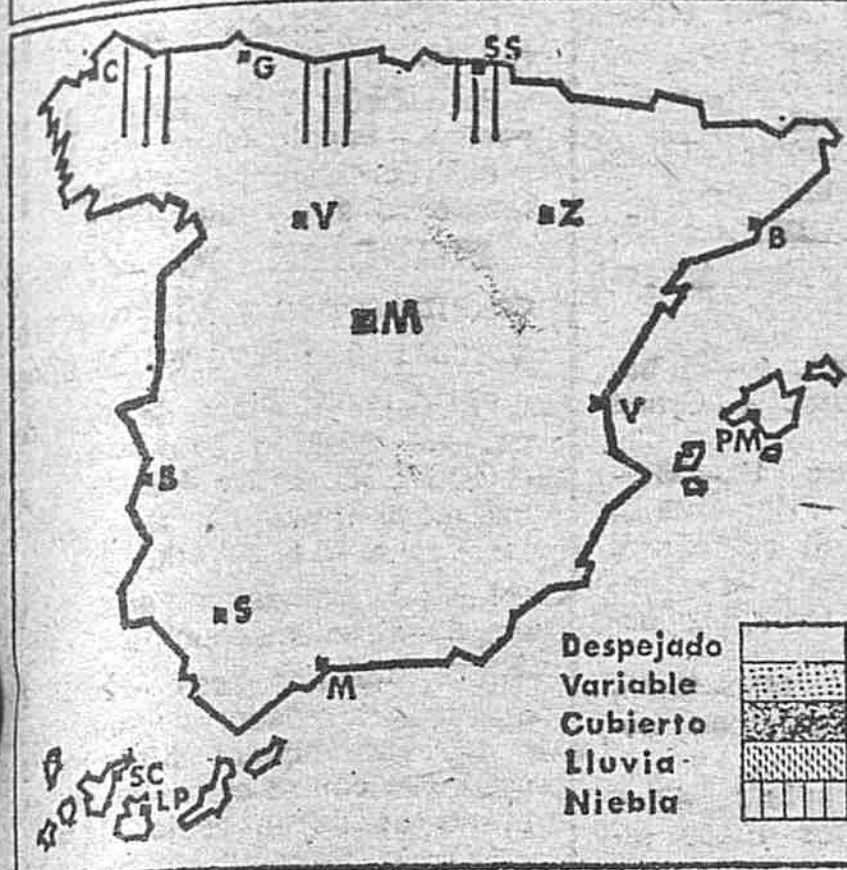 SS
C
G
V
Z
B
M
V
PM
B
S
M
SC
LP
Despejado
Variable
Cubierto
Lluvia
Niebla